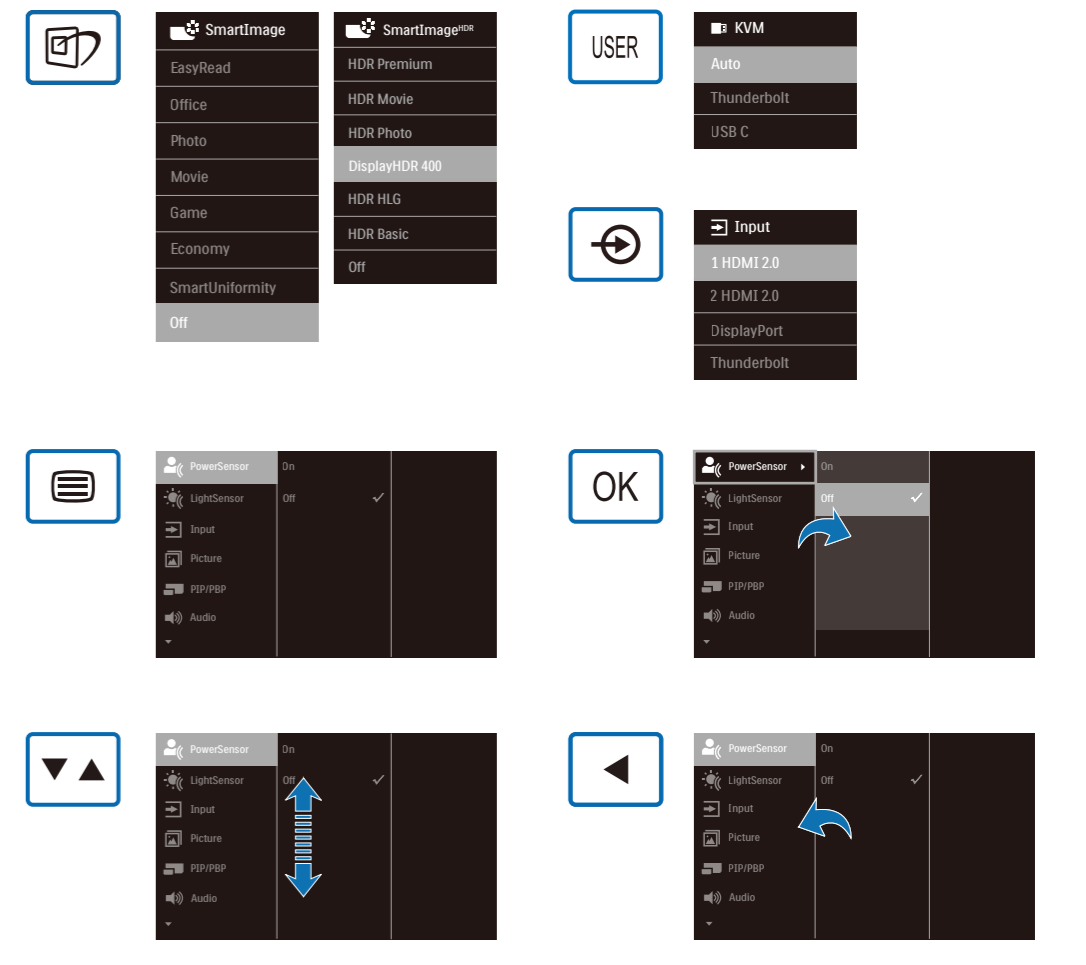 SmartImage
EasyRead
Office
Photo
Movie
Game
Economy
SmartUniformity
Off
SmartImageHDR
HDR Premium
HDR Movie
HDR Photo
DisplayHDR 400
HDR HLG
HDR Basic
Off
USER
KVM
Auto
Thunderbolt
USB C
Input
1 HDMI 2.0
2 HDMI 2.0
DisplayPort
Thunderbolt
PowerSensor On
LightSensor Off ✓
Input
Picture
PIP/PBP
Audio
OK
PowerSensor On
LightSensor Off ✓
Input
Picture
PIP/PBP
Audio
PowerSensor On
LightSensor Off ✓
Input
Picture
PIP/PBP
Audio
PowerSensor On
LightSensor Off ✓
Input
Picture
PIP/PBP
Audio